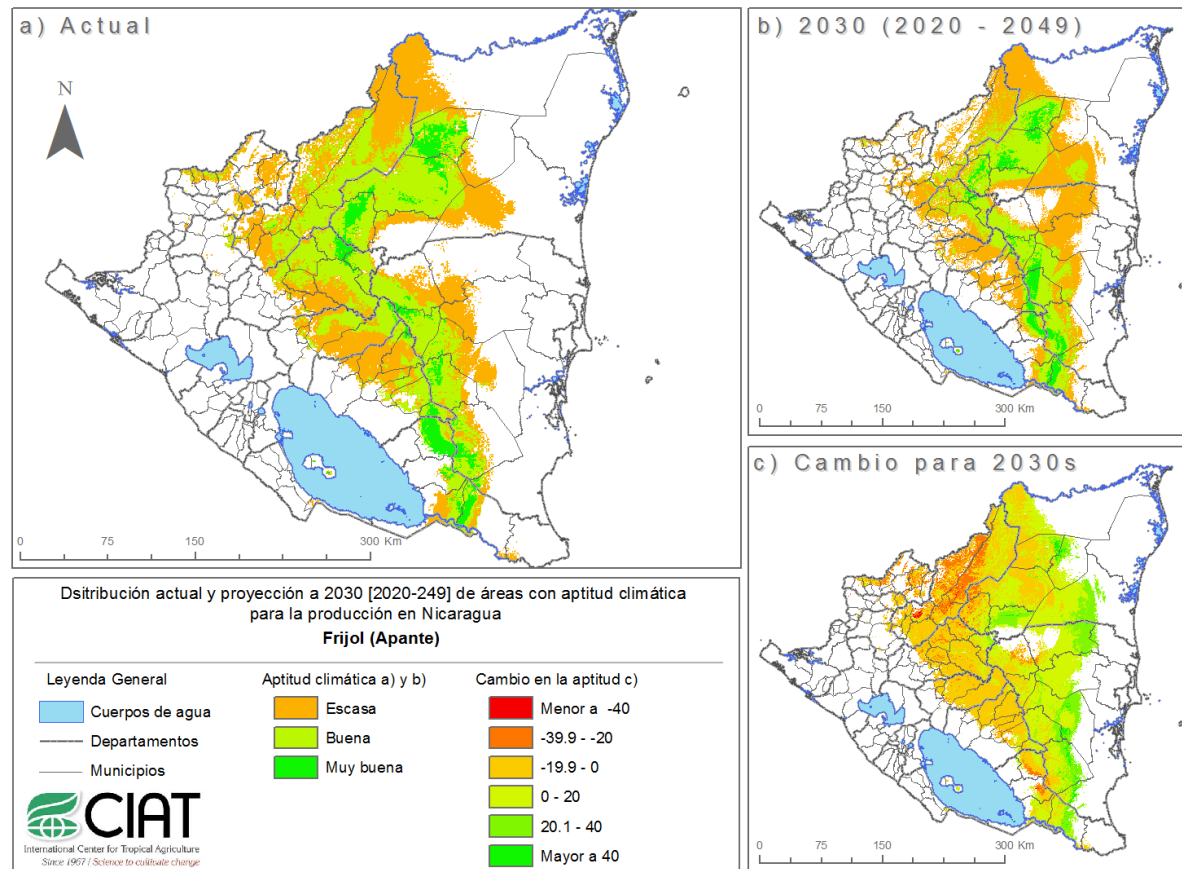 a) Actual
N
0 75 150 300 Km
b) 2030 (2020 - 2049)
0 75 150 300 Km
c) Cambio para 2030s
0 75 150 300 Km
Dsitribución actual y proyección a 2030 [2020-249] de áreas con aptitud climática
para la producción en Nicaragua
Frijol (Apante)
Leyenda General
Cuerpos de agua
Departamentos
Municipios
Aptitud climática a) y b)
Escasa
Buena
Muy buena
Cambio en la aptitud c)
Menor a -40
-39.9 - -20
-19.9 - 0
0 - 20
20.1 - 40
Mayor a 40
CIAT
International Center for Tropical Agriculture
Since 1967 / Science to cultivate change